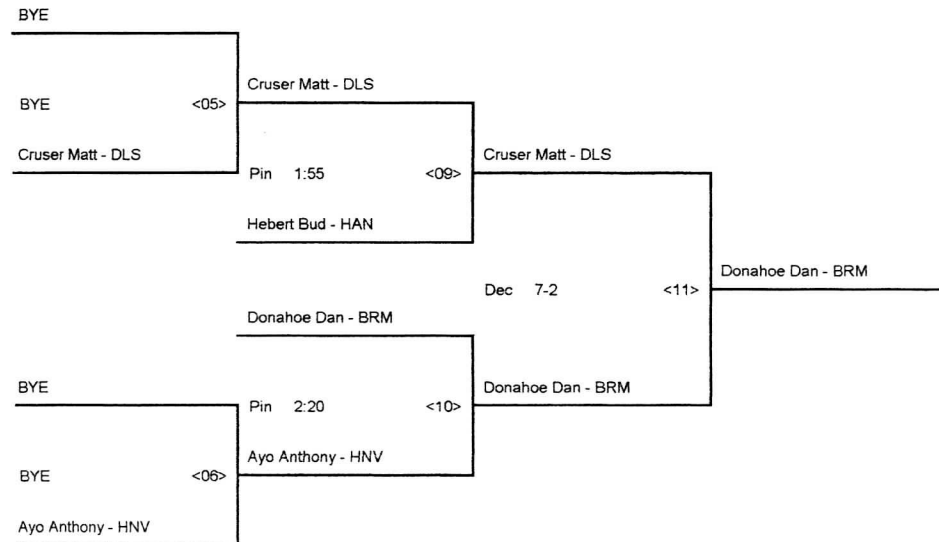 BYE
Cruser Matt - DLS
BYE <05>
Cruser Matt - DLS
Cruser Matt - DLS
Pin 1:55 <09>
Hebert Bud - HAN
Donahoe Dan - BRM
Dec 7-2 <11>
Donahoe Dan - BRM
BYE
Donahoe Dan - BRM
Pin 2:20 <10>
Ayo Anthony - HNV
BYE <06>
Ayo Anthony - HNV